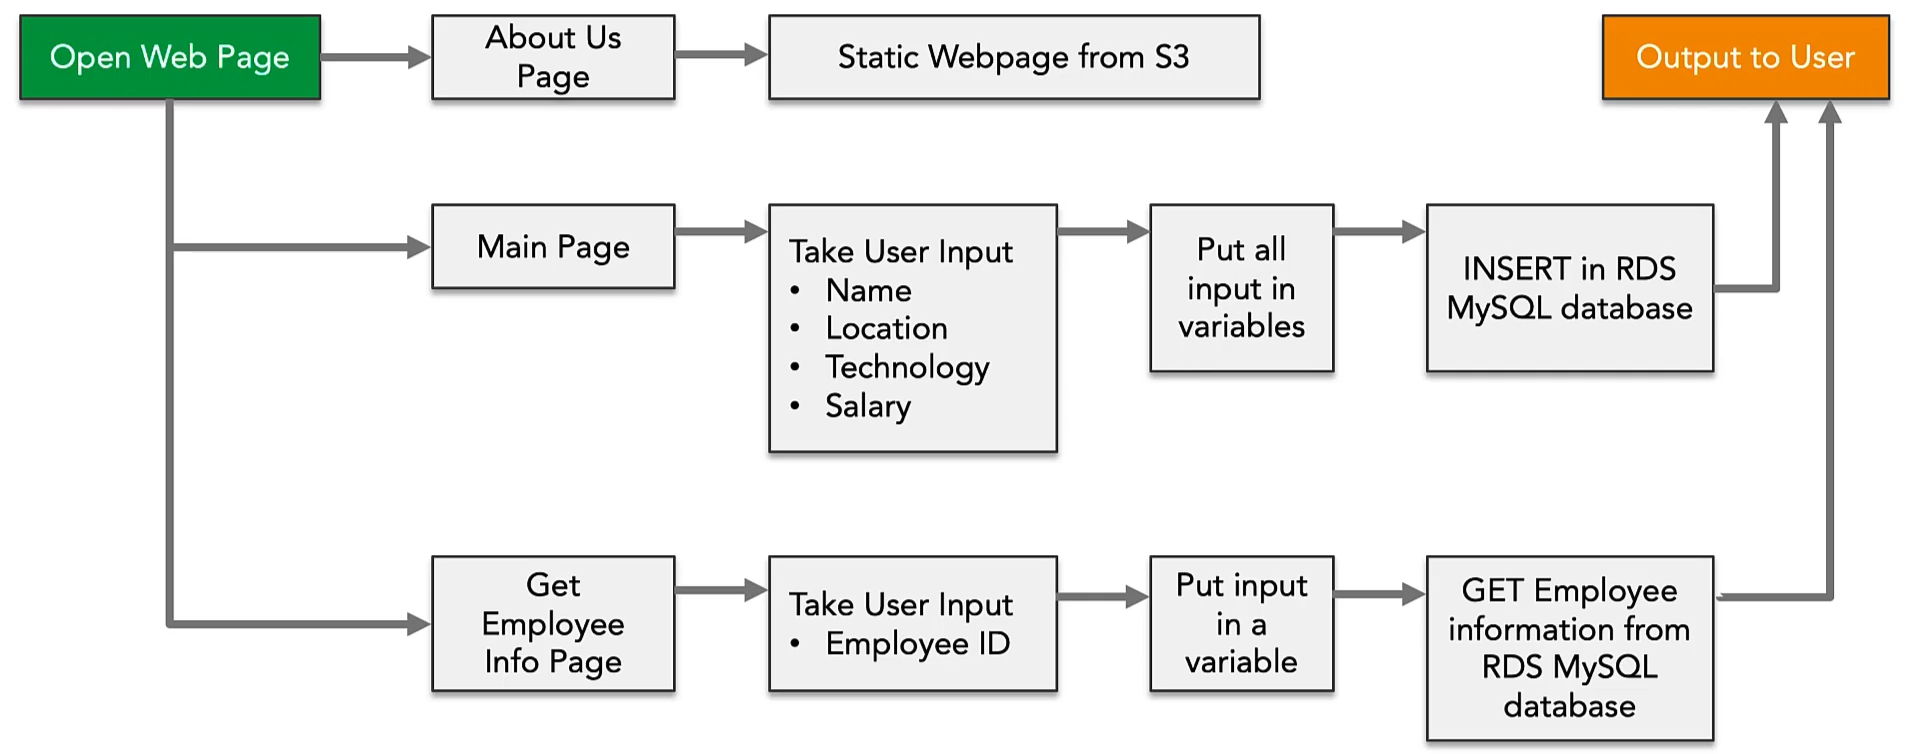 Open Web Page
About Us
Page
Static Webpage from S3
Output to User
Main Page
Take User Input
• Name
• Location
• Technology
• Salary
Put all
input in
variables
INSERT in RDS
MySQL database
Get
Employee
Info Page
Take User Input
• Employee ID
Put input
in a
variable
GET Employee
information from
RDS MySQL
database